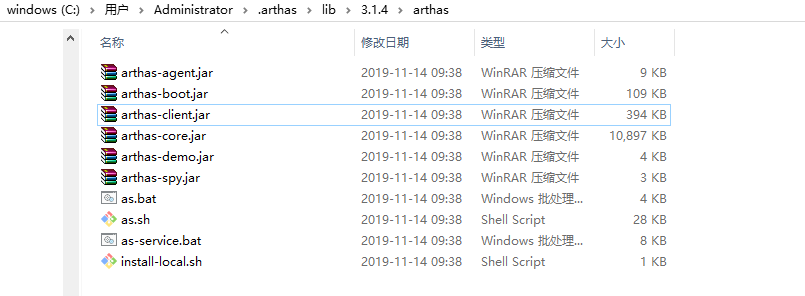 windows (C:) > 用户 > Administrator > .arthas > lib > 3.1.4 > arthas
名称 修改日期 类型 大小
arthas-agent.jar 2019-11-14 09:38 WinRAR 压缩文件 9 KB
arthas-boot.jar 2019-11-14 09:38 WinRAR 压缩文件 109 KB
arthas-client.jar 2019-11-14 09:38 WinRAR 压缩文件 394 KB
arthas-core.jar 2019-11-14 09:38 WinRAR 压缩文件 10,897 KB
arthas-demo.jar 2019-11-14 09:38 WinRAR 压缩文件 4 KB
arthas-spy.jar 2019-11-14 09:38 WinRAR 压缩文件 3 KB
as.bat 2019-11-14 09:38 Windows 批处理... 4 KB
as.sh 2019-11-14 09:38 Shell Script 28 KB
as-service.bat 2019-11-14 09:38 Windows 批处理... 8 KB
install-local.sh 2019-11-14 09:38 Shell Script 1 KB